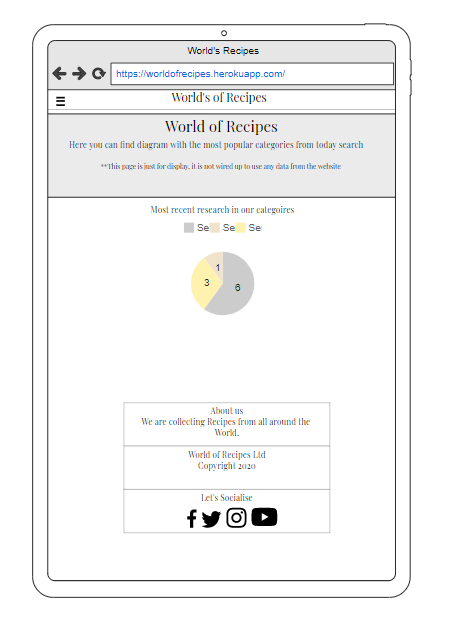 World's Recipes
https://worldofrecipes.herokuapp.com/
World's of Recipes
World of Recipes
Here you can find diagram with the most popular categories from today search
**This page is just for display, it is not wired up to use any data from the website
Most recent research in our categoires
Se Se Se
1
3
6
About us
We are collecting Recipes from all around the
World.
World of Recipes Ltd
Copyright 2020
Let's Socialise